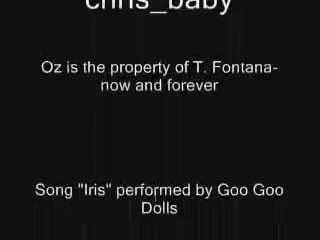 chris_baby
Oz is the property of T. Fontana-
now and forever
Song "Iris" performed by Goo Goo
Dolls